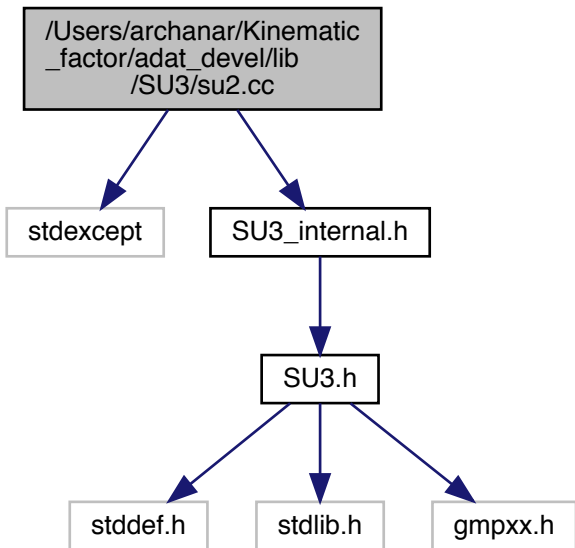 /Users/archanar/Kinematic
_factor/adat_devel/lib
/SU3/su2.cc
stdexcept
SU3_internal.h
SU3.h
stddef.h
stdlib.h
gmpxx.h